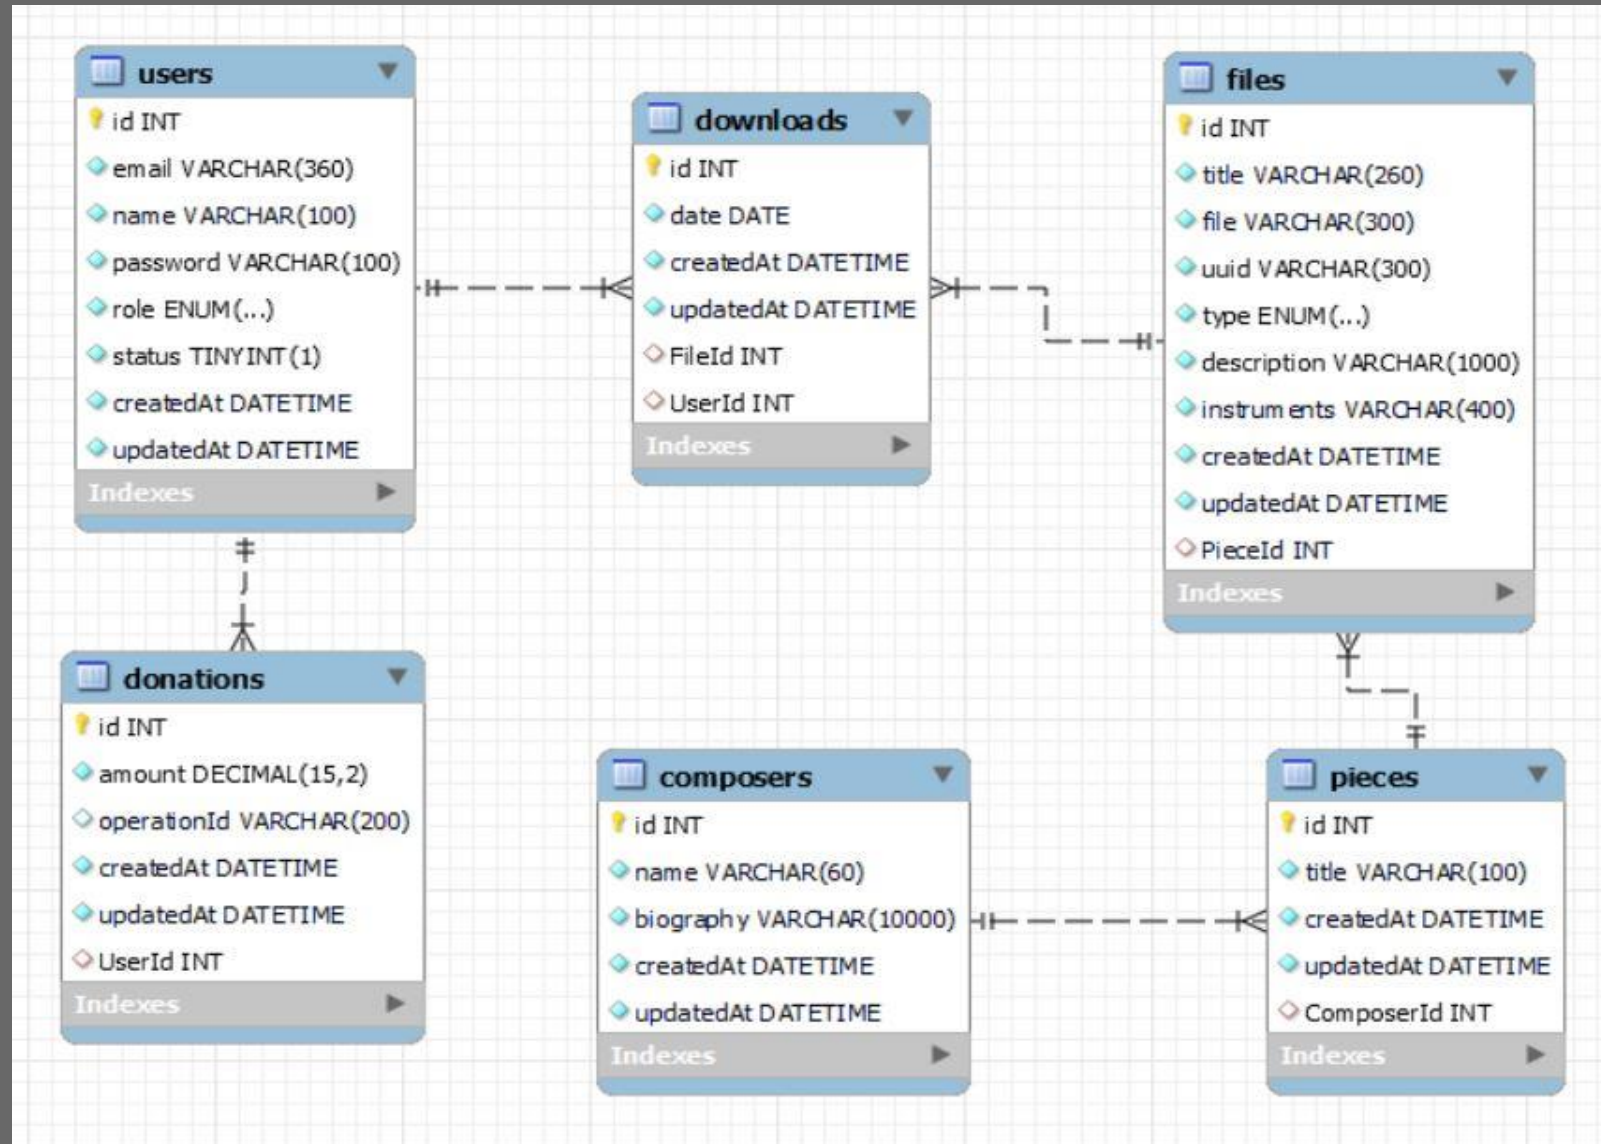 users
id INT
email VARCHAR(360)
name VARCHAR(100)
password VARCHAR(100)
role ENUM(...)
status TINYINT(1)
createdAt DATETIME
updatedAt DATETIME
Indexes
downloads
id INT
date DATE
createdAt DATETIME
updatedAt DATETIME
FileId INT
UserId INT
Indexes
files
id INT
title VARCHAR(260)
file VARCHAR(300)
uuid VARCHAR(300)
type ENUM(...)
description VARCHAR(1000)
instruments VARCHAR(400)
createdAt DATETIME
updatedAt DATETIME
PieceId INT
Indexes
donations
id INT
amount DECIMAL(15,2)
operationId VARCHAR(200)
createdAt DATETIME
updatedAt DATETIME
UserId INT
Indexes
composers
id INT
name VARCHAR(60)
biography VARCHAR(10000)
createdAt DATETIME
updatedAt DATETIME
Indexes
pieces
id INT
title VARCHAR(100)
createdAt DATETIME
updatedAt DATETIME
ComposerId INT
Indexes